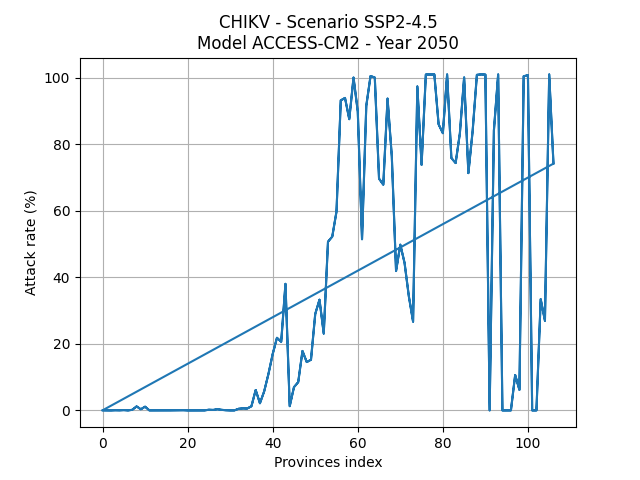 CHIKV - Scenario SSP2-4.5
Model ACCESS-CM2 - Year 2050
100
80
60
40
20
0
Attack rate (%)
0 20 40 60 80 100
Provinces index